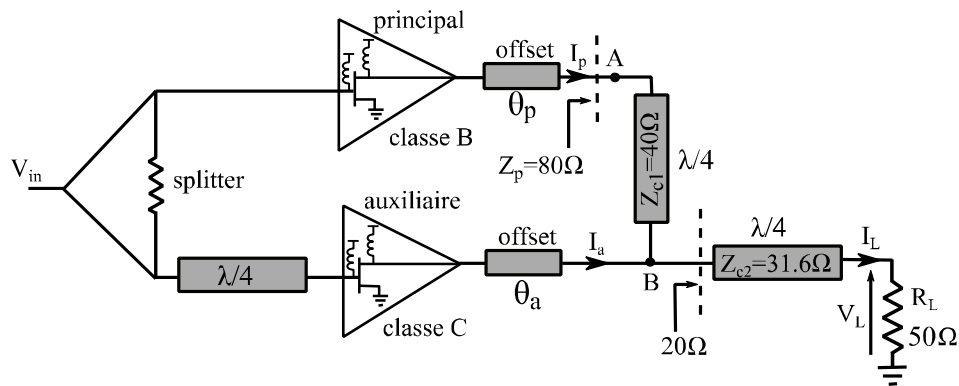 principal
offset
I_p
A
θ_p
classe B
Z_p=80Ω
Z_c1=40Ω
λ/4
V_in
splitter
auxiliaire
offset
I_a
λ/4
I_L
λ/4
B
Z_c2=31.6Ω
θ_a
classe C
V_L
R_L
50Ω
20Ω